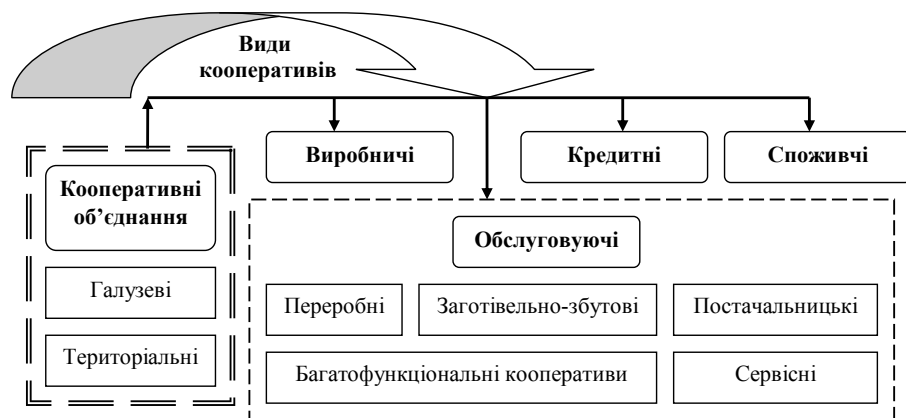 Види
кооперативів
Виробничі
Кредитні
Споживчі
Кооперативні
об’єднання
Галузеві
Територіальні
Обслуговуючі
Переробні
Заготівельно-збутові
Постачальницькі
Багатофункціональні кооперативи
Сервісні